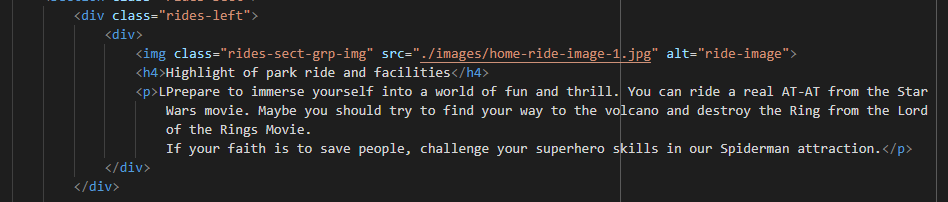 <div class="rides-left">
<div>
<img class="rides-sect-grp-img" src="./images/home-ride-image-1.jpg" alt="ride-image">
<h4>Highlight of park ride and facilities</h4>
<p>LPrepare to immerse yourself into a world of fun and thrill. You can ride a real AT-AT from the Star
Wars movie. Maybe you should try to find your way to the volcano and destroy the Ring from the Lord
of the Rings Movie.
If your faith is to save people, challenge your superhero skills in our Spiderman attraction.</p>
</div>
</div>